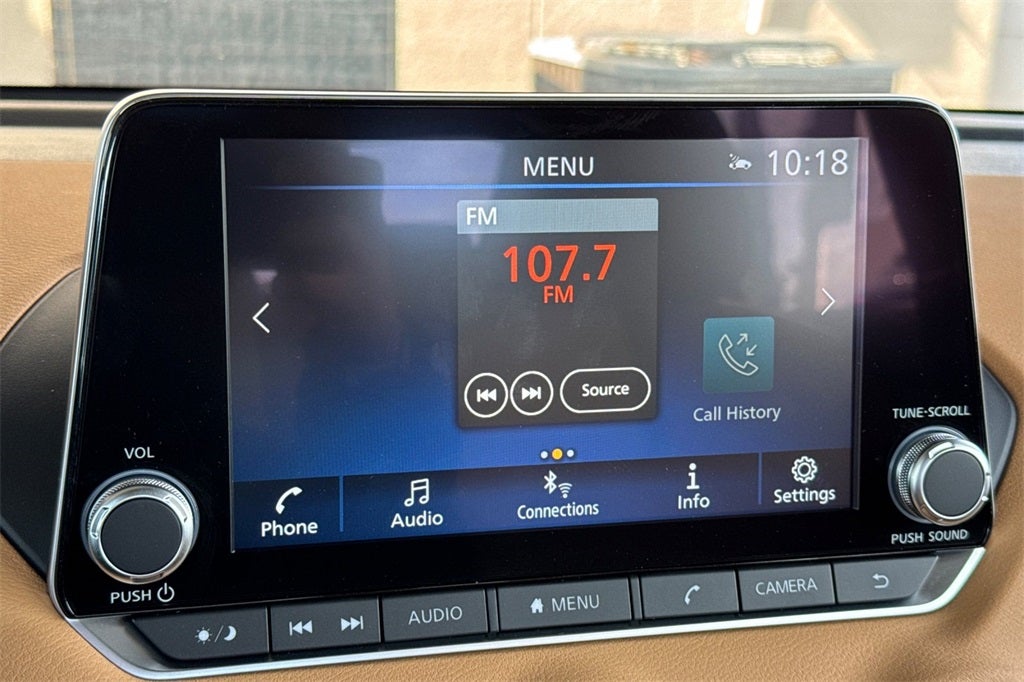 MENU
10:18
FM
107.7
FM
Source
Call History
Phone
Audio
Connections
Info
Settings
VOL
PUSH
TUNE·SCROLL
PUSH SOUND
AUDIO
MENU
CAMERA